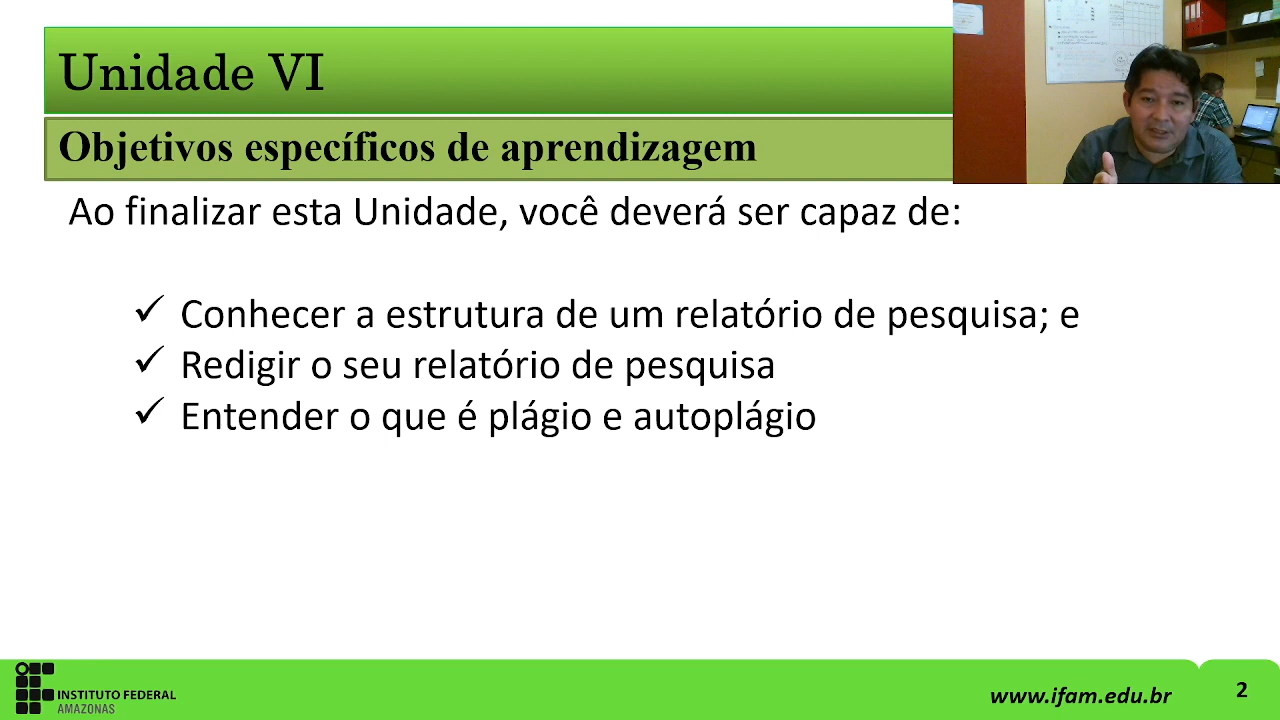 Unidade VI
Objetivos específicos de aprendizagem
Ao finalizar esta Unidade, você deverá ser capaz de:
✓ Conhecer a estrutura de um relatório de pesquisa; e
✓ Redigir o seu relatório de pesquisa
✓ Entender o que é plágio e autoplágio
INSTITUTO FEDERAL
AMAZONAS
www.ifam.edu.br
2